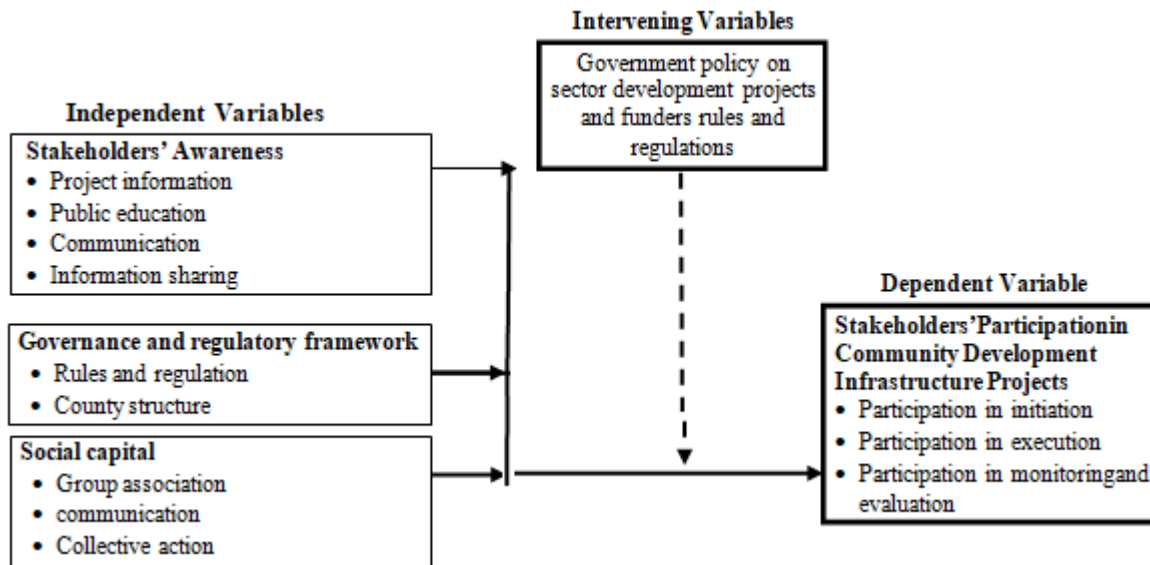 Intervening Variables
Government policy on
sector development projects
and funders rules and
regulations
Independent Variables
Stakeholders' Awareness
• Project information
• Public education
• Communication
• Information sharing
Governance and regulatory framework
• Rules and regulation
• County structure
Social capital
• Group association
• communication
• Collective action
Dependent Variable
Stakeholders'Participationin
Community Development
Infrastructure Projects
• Participation in initiation
• Participation in execution
• Participation in monitoringand
evaluation